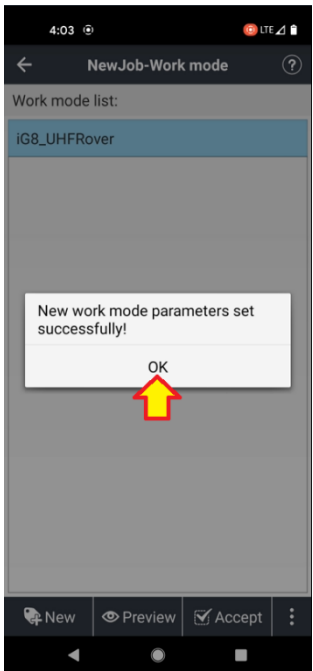 4:03 LTE
NewJob-Work mode ?
Work mode list:
iG8_UHFRover
New work mode parameters set
successfully!
OK
New Preview Accept